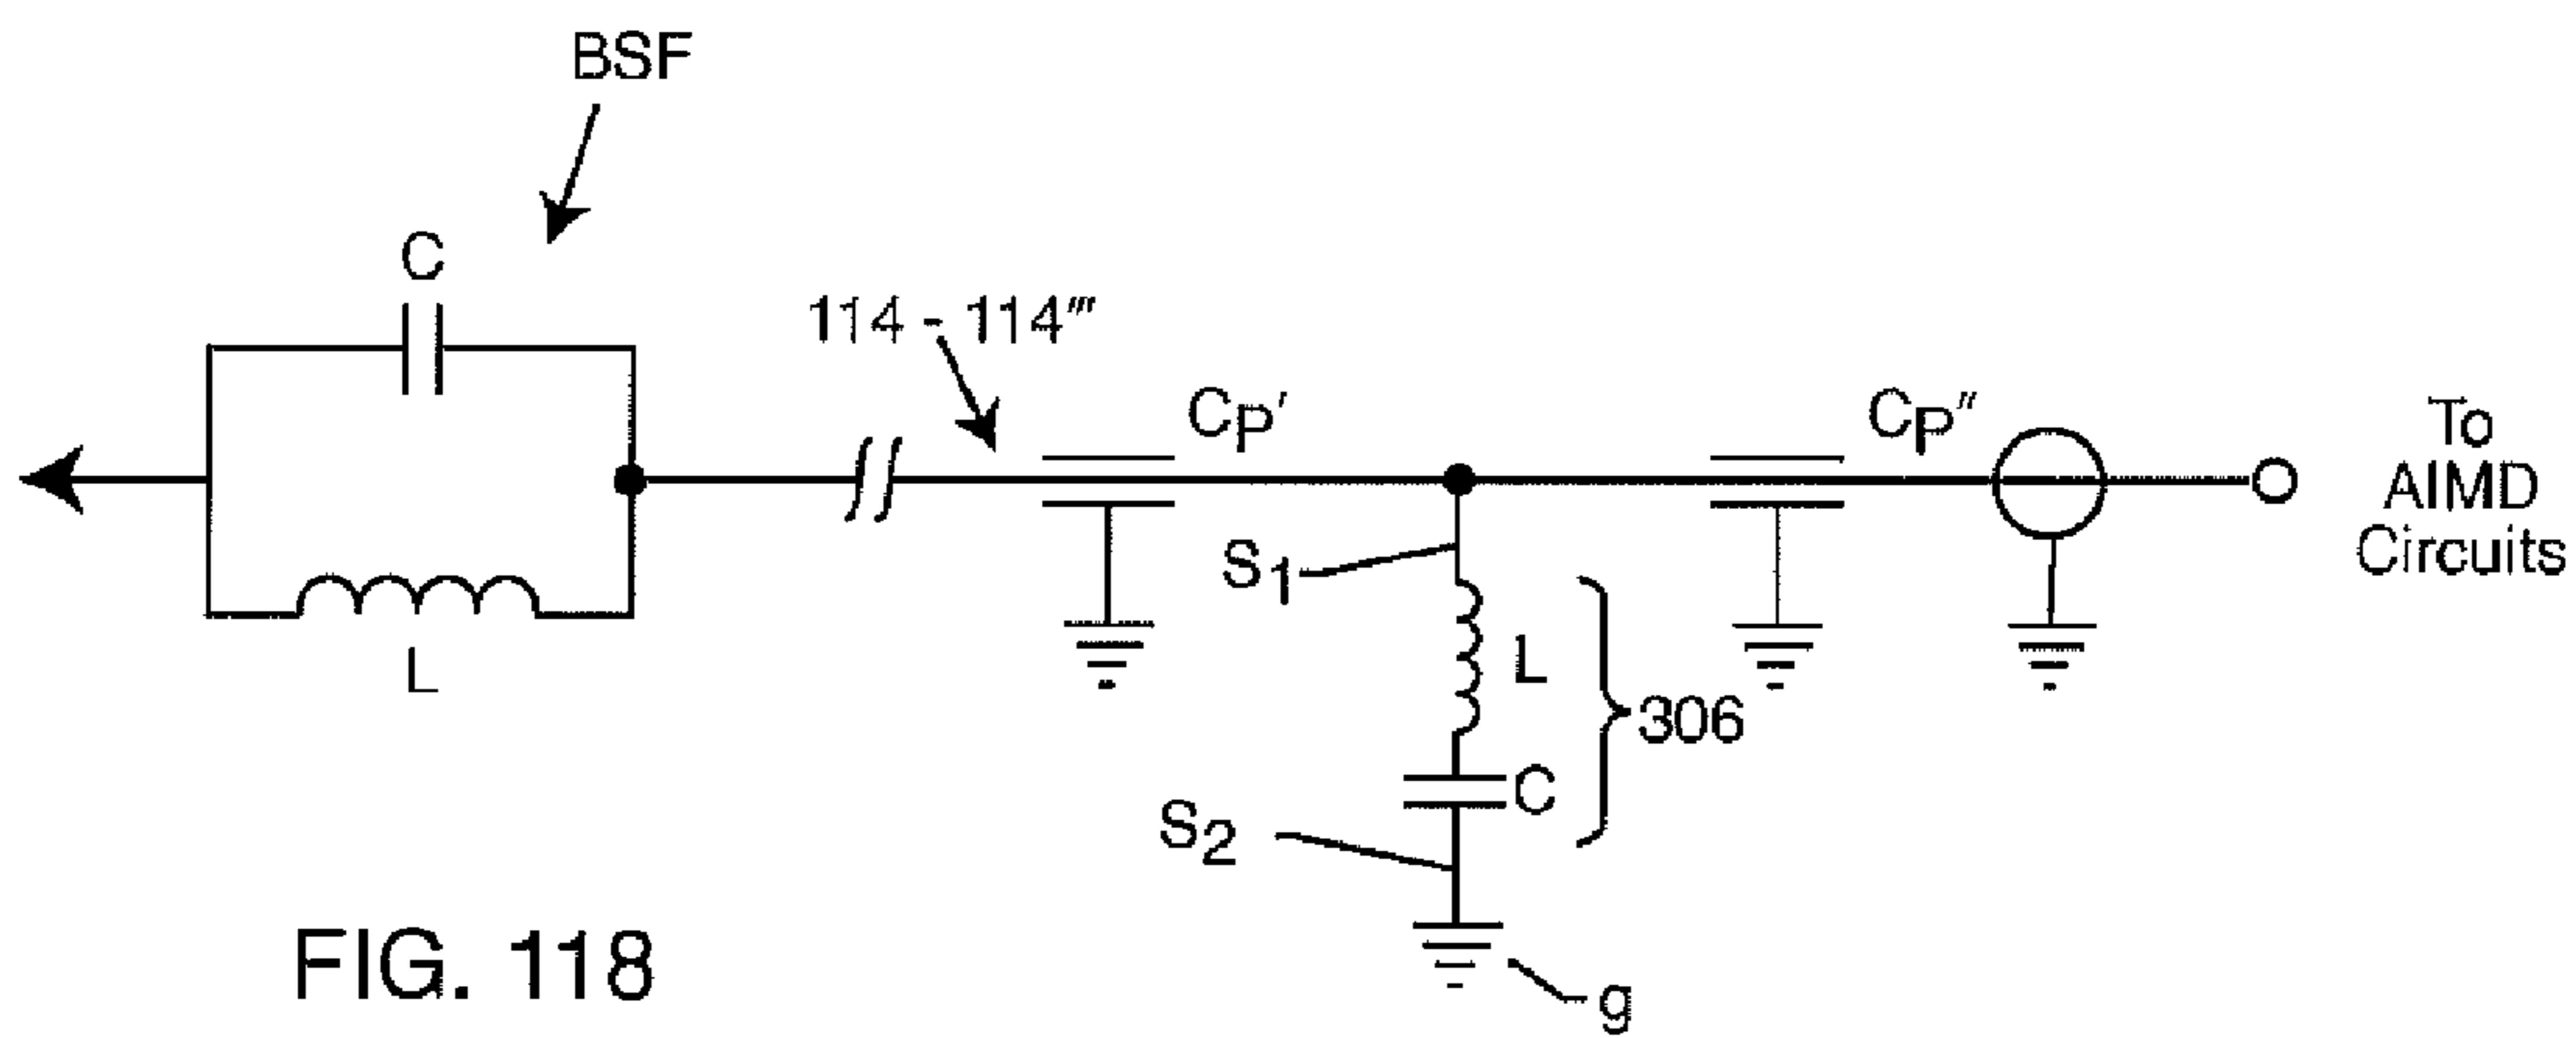 BSF
C
114 - 114‴
CP′
CP″
To
AIMD
Circuits
S1
L
L
306
C
S2
g
FIG. 118